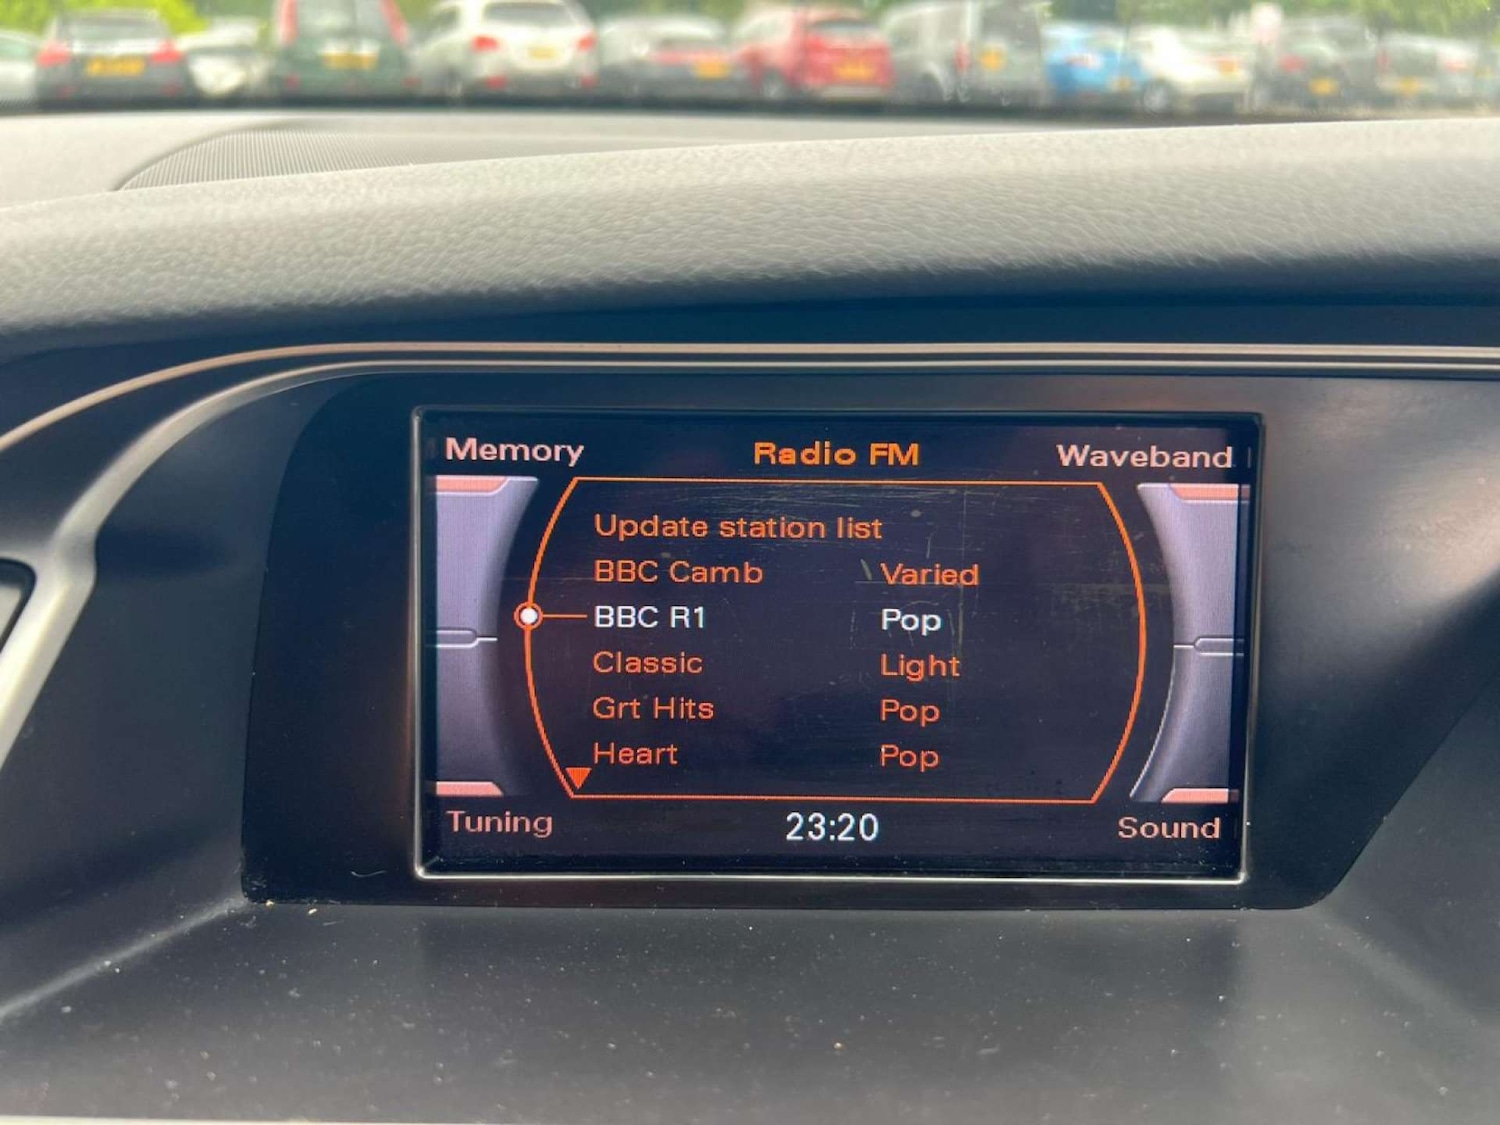 Memory Radio FM Waveband
Update station list
BBC Camb Varied
BBC R1 Pop
Classic Light
Grt Hits Pop
Heart Pop
Tuning 23:20 Sound